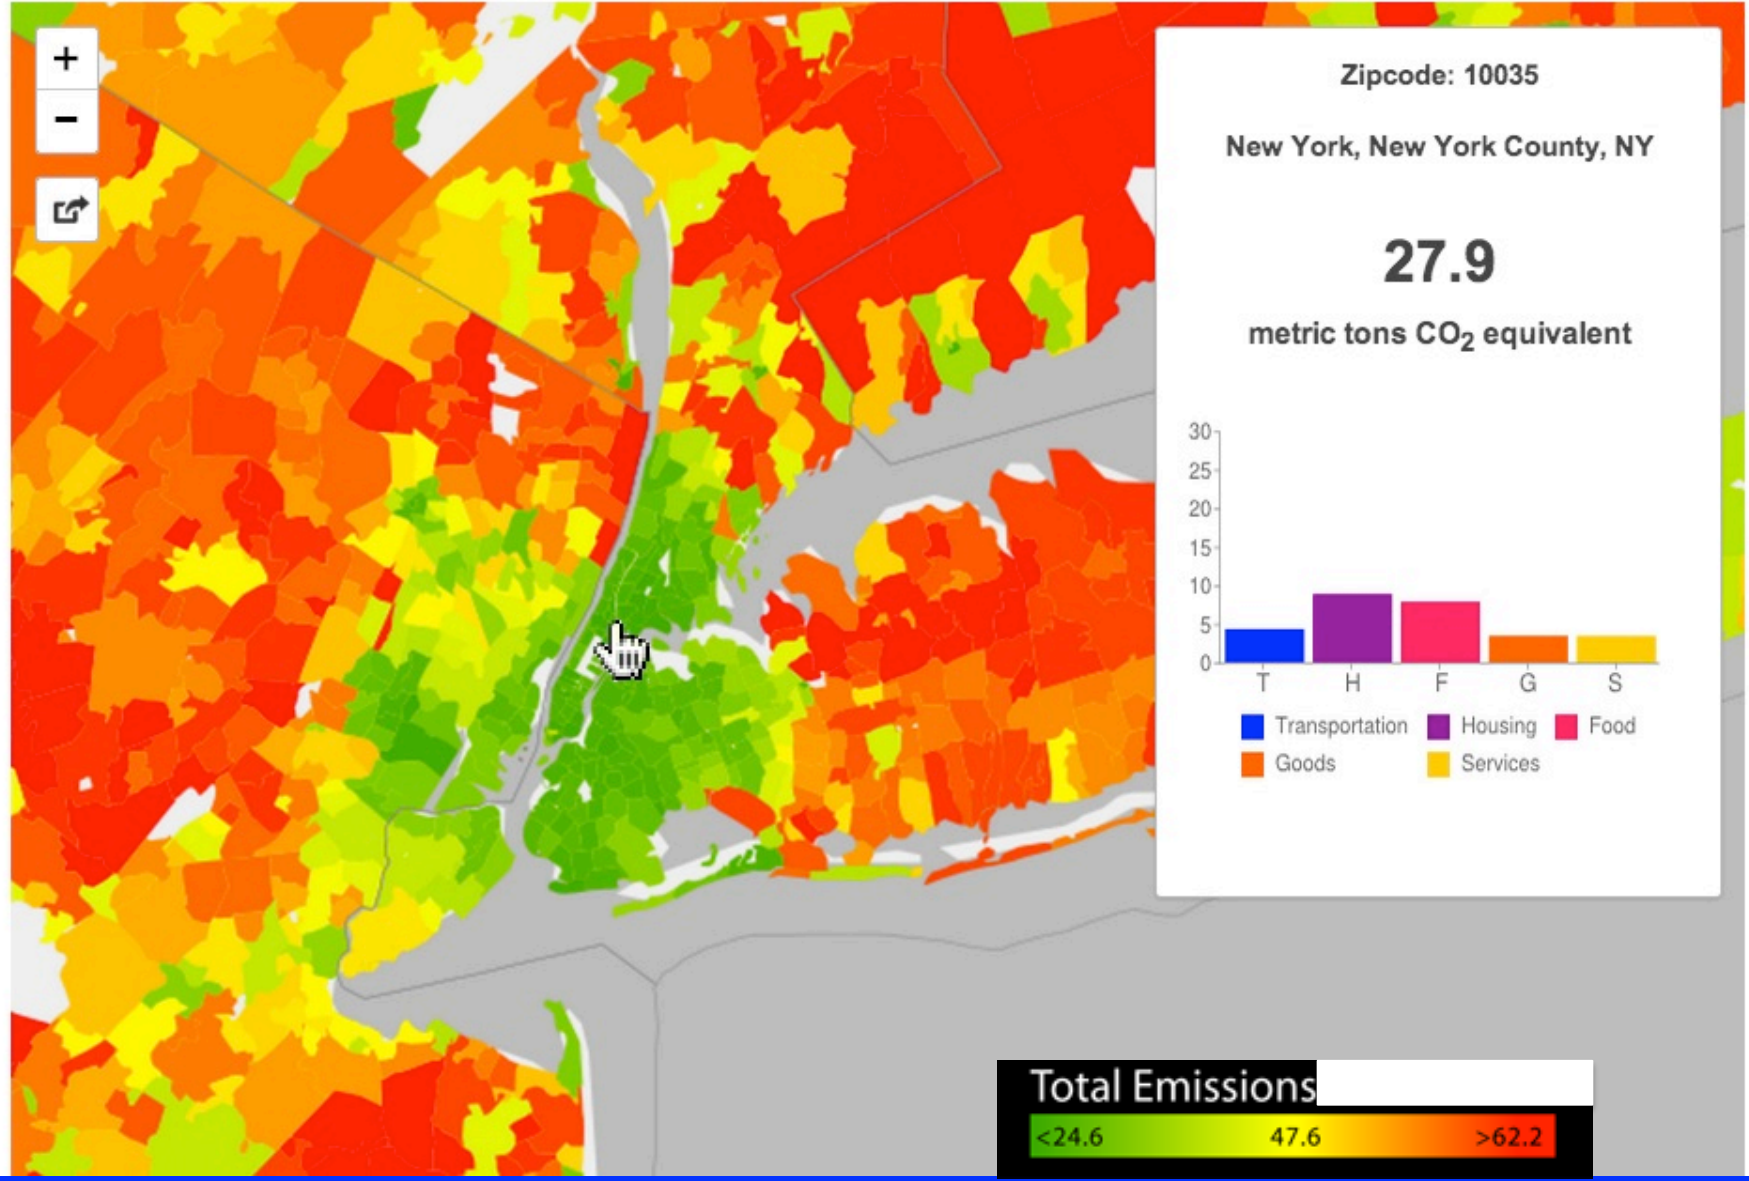 +
−
Zipcode: 10035
New York, New York County, NY
27.9
metric tons CO₂ equivalent
30
25
20
15
10
5
0
T H F G S
Transportation Housing Food
Goods Services
Total Emissions
<24.6 47.6 >62.2